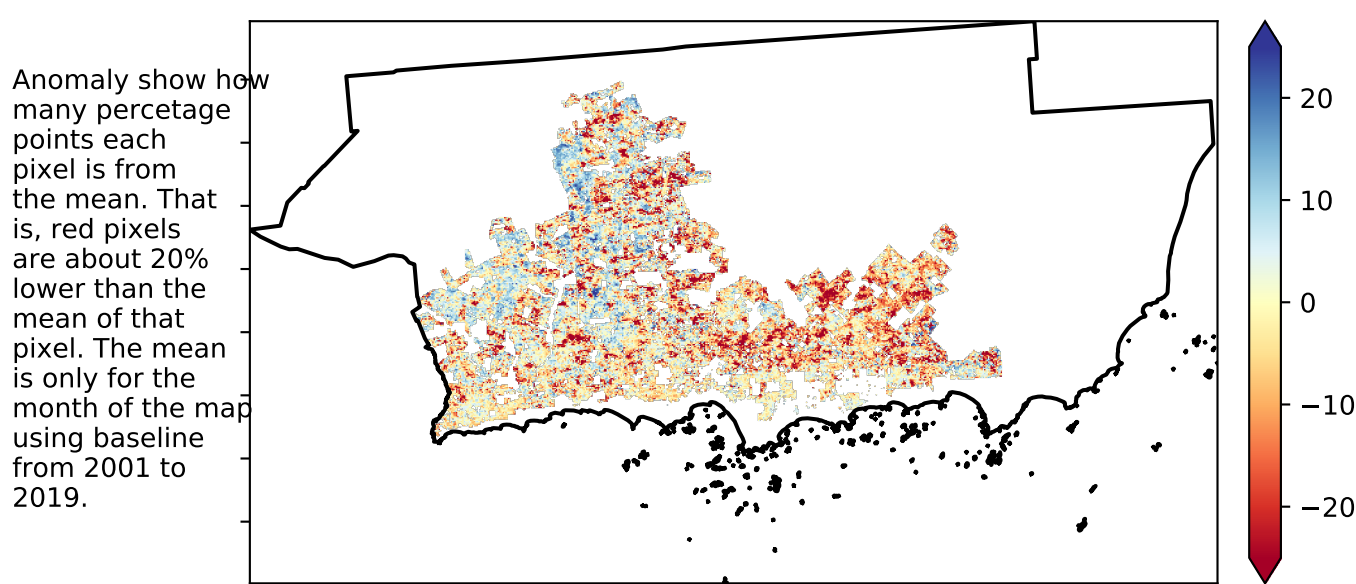 Anomaly show how
many percetage
points each
pixel is from
the mean. That
is, red pixels
are about 20%
lower than the
mean of that
pixel. The mean
is only for the
month of the map
using baseline
from 2001 to
2019.
20
10
0
−10
−20